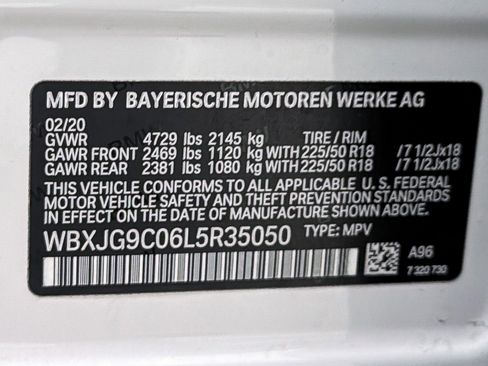 MFD BY BAYERISCHE MOTOREN WERKE AG
02/20
GVWR 4729 lbs 2145 kg TIRE / RIM
GAWR FRONT 2469 lbs 1120 kg WITH 225/50 R18 /7 1/2Jx18
GAWR REAR 2381 lbs 1080 kg WITH 225/50 R18 /7 1/2Jx18
THIS VEHICLE CONFORMS TO ALL APPLICABLE U. S. FEDERAL
MOTOR VEHICLE SAFETY AND THEFT PREVENTION STANDARDS
IN EFFECT ON THE DATE OF MANUFACTURE SHOWN ABOVE.
WBXJG9C06L5R35050 TYPE: MPV
A96
7 320 730